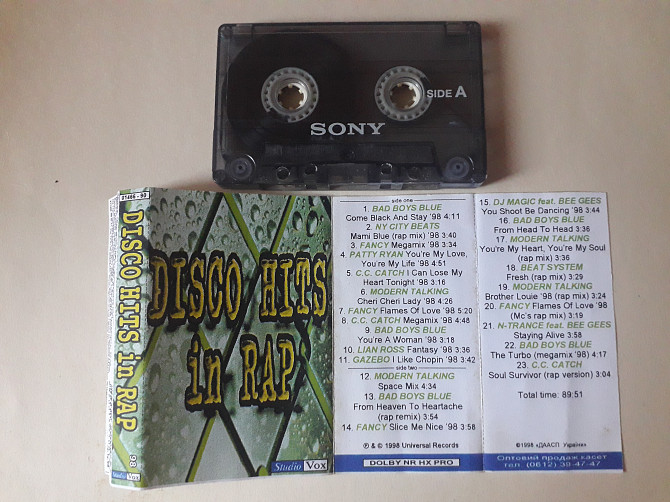 SIDE A
SONY
01486 - 90
DISCO HITS in RAP
98
Studio Vox
DISCO HITS
in RAP
Studio Vox
side one
1. BAD BOYS BLUE
Come Black And Stay '98 4:11
2. NY CITY BEATS
Mami Blue (rap mix) '98 3:40
3. FANCY Megamix '98 3:34
4. PATTY RYAN You're My Love,
You're My Life '98 4:51
5. C.C. CATCH I Can Lose My
Heart Tonight '98 3:16
6. MODERN TALKING
Cheri Cheri Lady '98 4:26
7. FANCY Flames Of Love '98 5:20
8. C.C. CATCH Megamix '98 4:48
9. BAD BOYS BLUE
You're A Woman '98 3:18
10. LIAN ROSS Fantasy '98 3:36
11. GAZEBO I Like Chopin '98 3:42
side two
12. MODERN TALKING
Space Mix 4:34
13. BAD BOYS BLUE
From Heaven To Heartache
(rap remix) 3:54
14. FANCY Slice Me Nice '98 3:58
℗ & © 1998 Universal Records
DOLBY NR HX PRO
15. DJ MAGIC feat. BEE GEES
You Shoot Be Dancing '98 3:44
16. BAD BOYS BLUE
From Head To Head 3:36
17. MODERN TALKING
You're My Heart, You're My Soul
(rap mix) 3:36
18. BEAT SYSTEM
Fresh (rap mix) 3:29
19. MODERN TALKING
Brother Louie '98 (rap mix) 3:24
20. FANCY Flames Of Love '98
(Mc's rap mix) 3:19
21. N-TRANCE feat. BEE GEES
Staying Alive 3:58
22. BAD BOYS BLUE
The Turbo (megamix '98) 4:17
23. C.C. CATCH
Soul Survivor (rap version) 3:04
Total time: 89:51
©1998 «ДААСП України»
Оптовий продаж касет
тел. (0612) 39-47-47